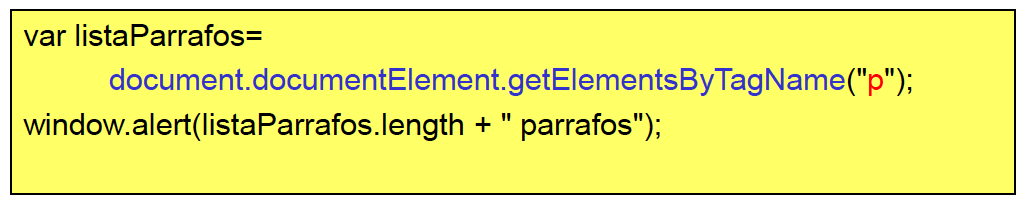 var listaParrafos=
document.documentElement.getElementsByTagName("p");
window.alert(listaParrafos.length + " parrafos");